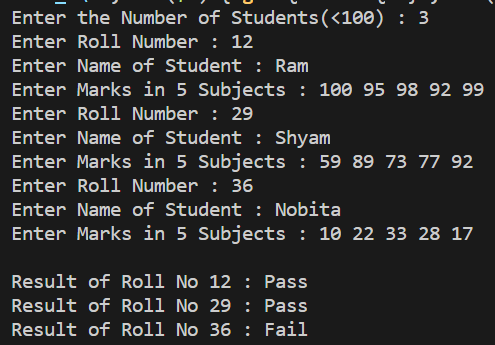 Enter the Number of Students(<100) : 3
Enter Roll Number : 12
Enter Name of Student : Ram
Enter Marks in 5 Subjects : 100 95 98 92 99
Enter Roll Number : 29
Enter Name of Student : Shyam
Enter Marks in 5 Subjects : 59 89 73 77 92
Enter Roll Number : 36
Enter Name of Student : Nobita
Enter Marks in 5 Subjects : 10 22 33 28 17
Result of Roll No 12 : Pass
Result of Roll No 29 : Pass
Result of Roll No 36 : Fail